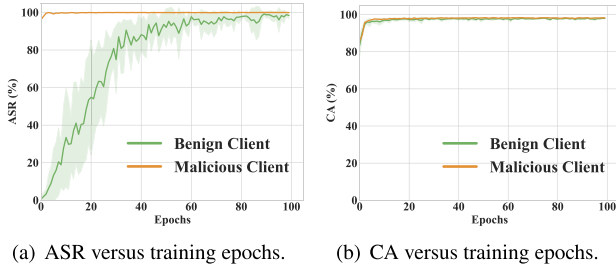 100
80
60
40
20
0
ASR (%)
0 20 40 60 80 100
Epochs
Benign Client
Malicious Client
(a) ASR versus training epochs.
100
80
60
40
20
0
CA (%)
0 20 40 60 80 100
Epochs
Benign Client
Malicious Client
(b) CA versus training epochs.